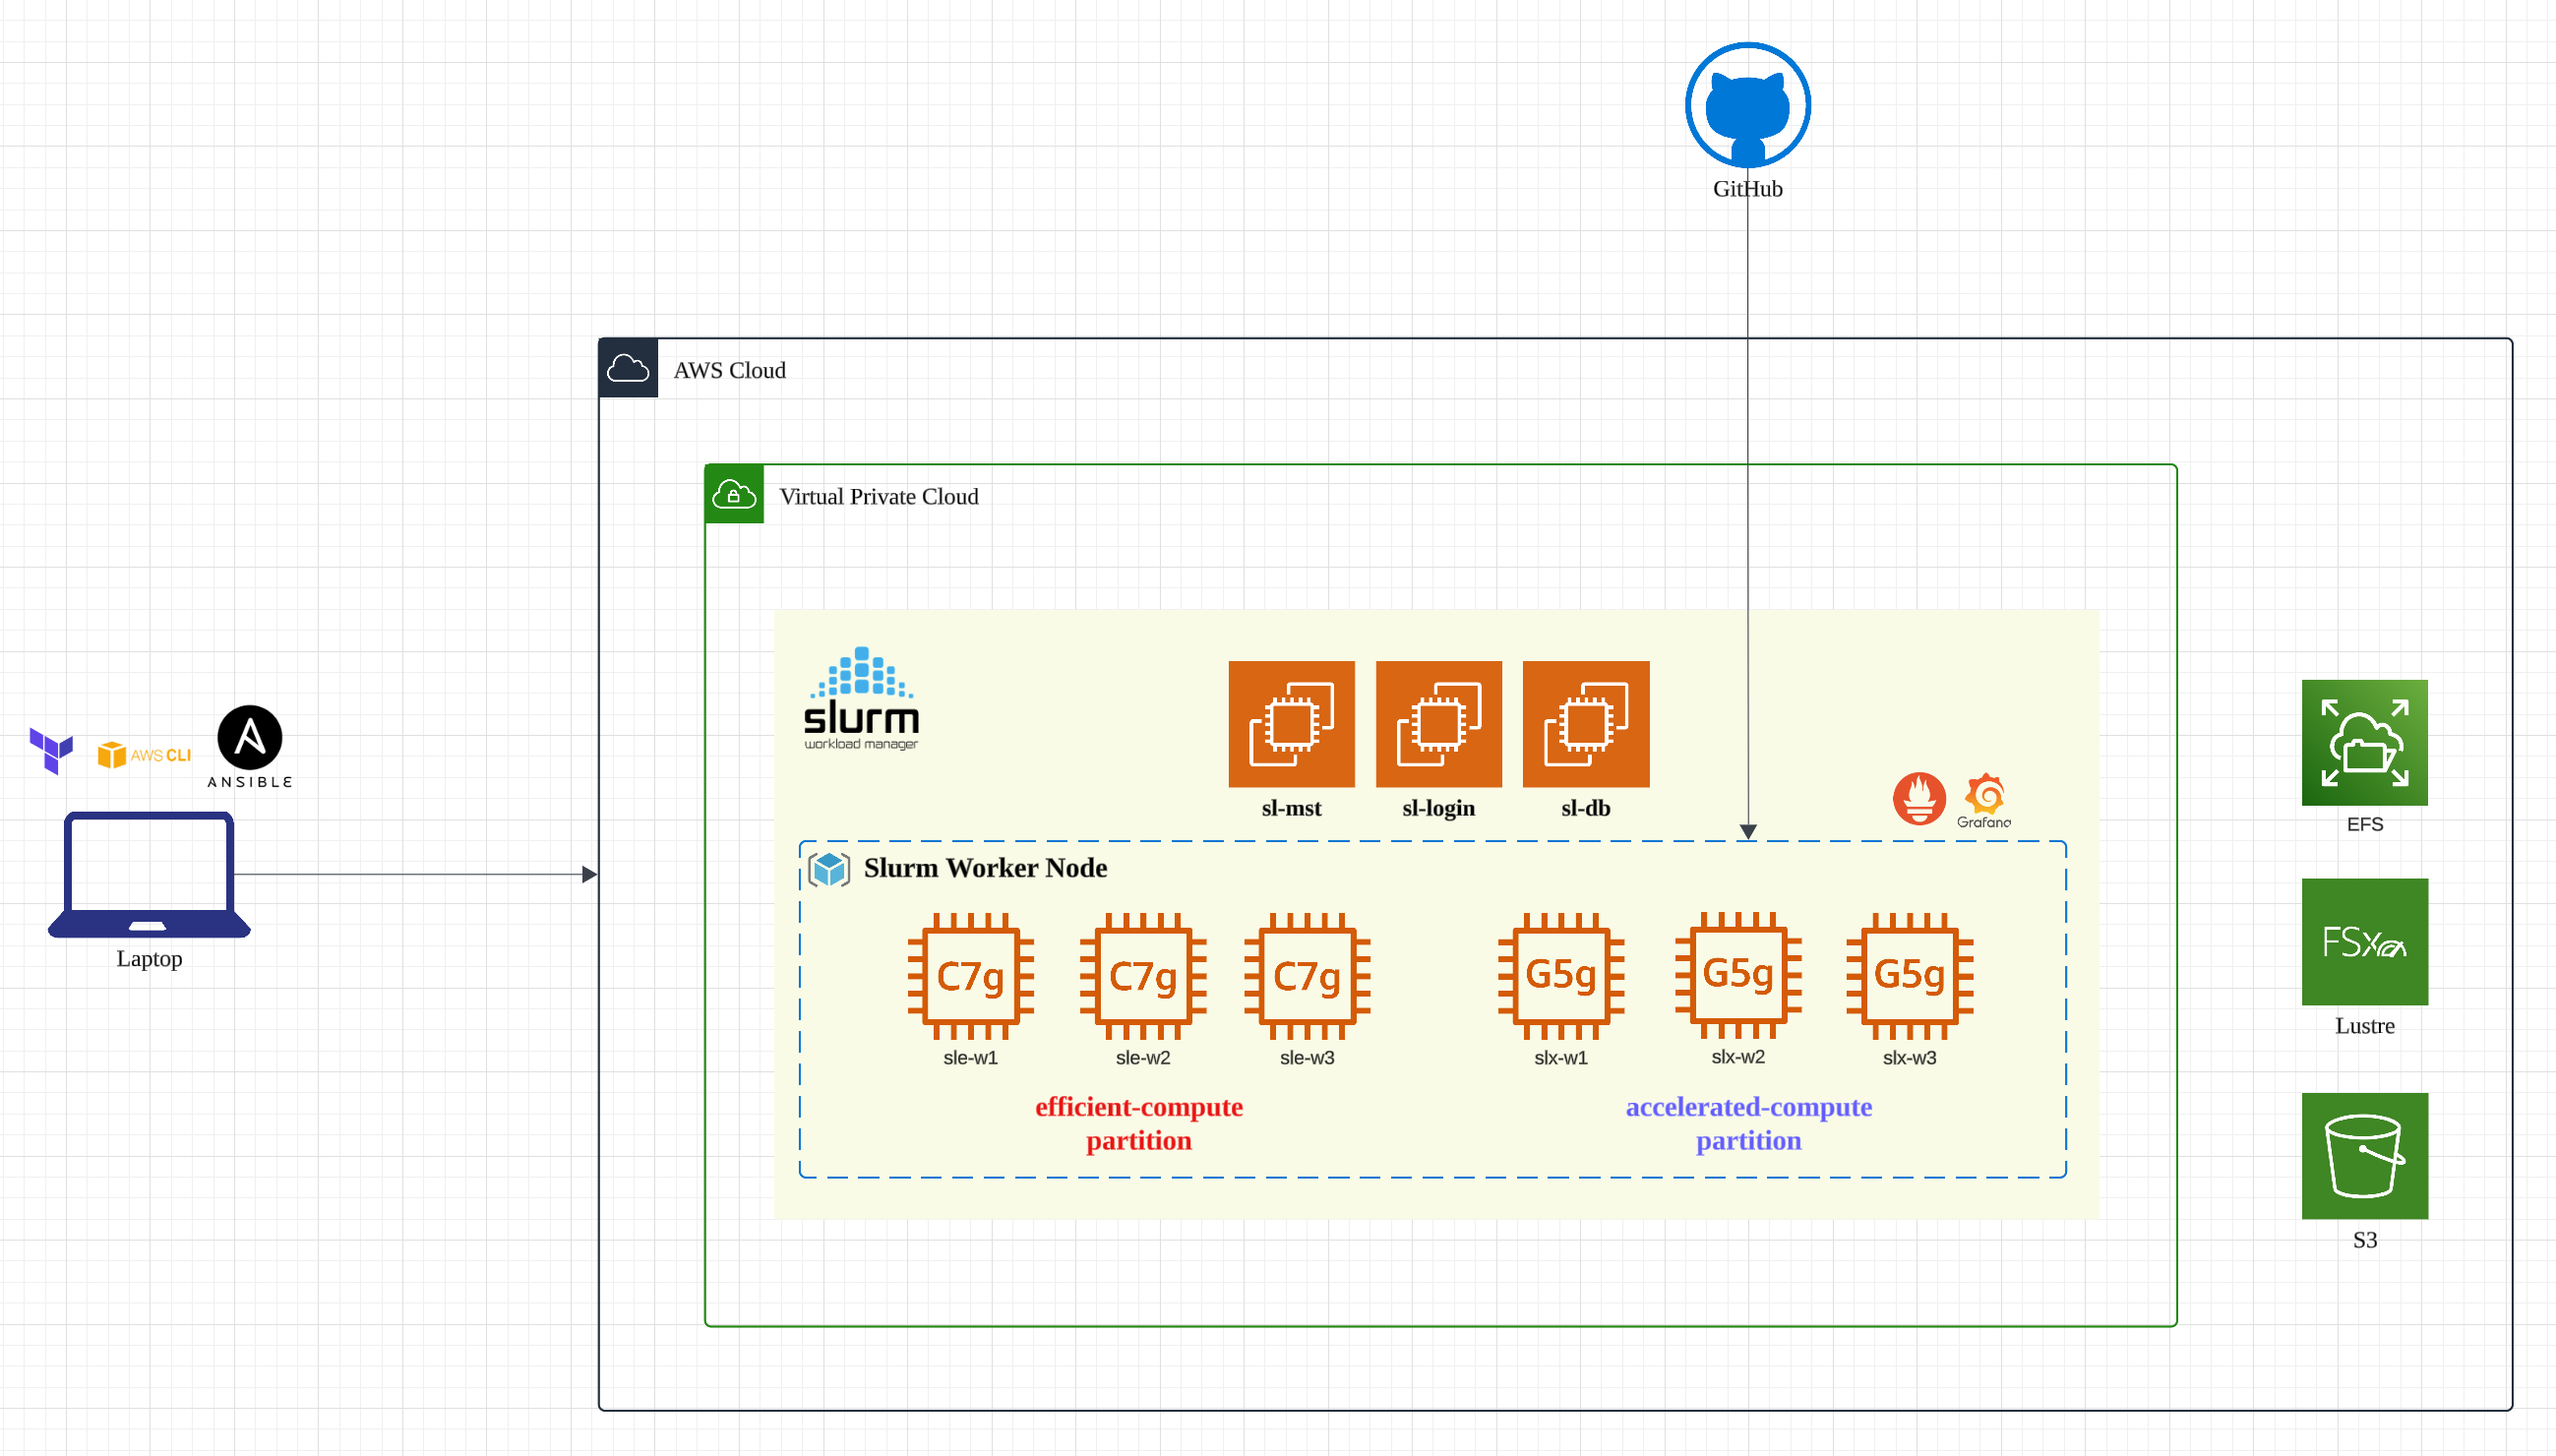 GitHub
AWS Cloud
Virtual Private Cloud
slurm
workload manager
sl-mst
sl-login
sl-db
AWS CLI
ANSIBLE
Grafana
EFS
Slurm Worker Node
Laptop
C7g
C7g
C7g
G5g
G5g
G5g
FSx
Lustre
sle-w1
sle-w2
sle-w3
slx-w1
slx-w2
slx-w3
efficient-compute
partition
accelerated-compute
partition
S3